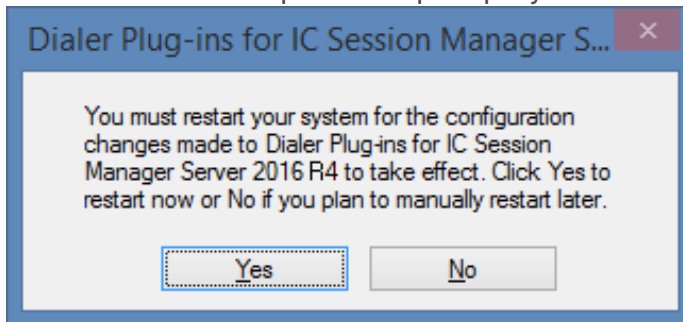 Dialer Plug-ins for IC Session Manager S...
You must restart your system for the configuration
changes made to Dialer Plug-ins for IC Session
Manager Server 2016 R4 to take effect. Click Yes to
restart now or No if you plan to manually restart later.
Yes
No